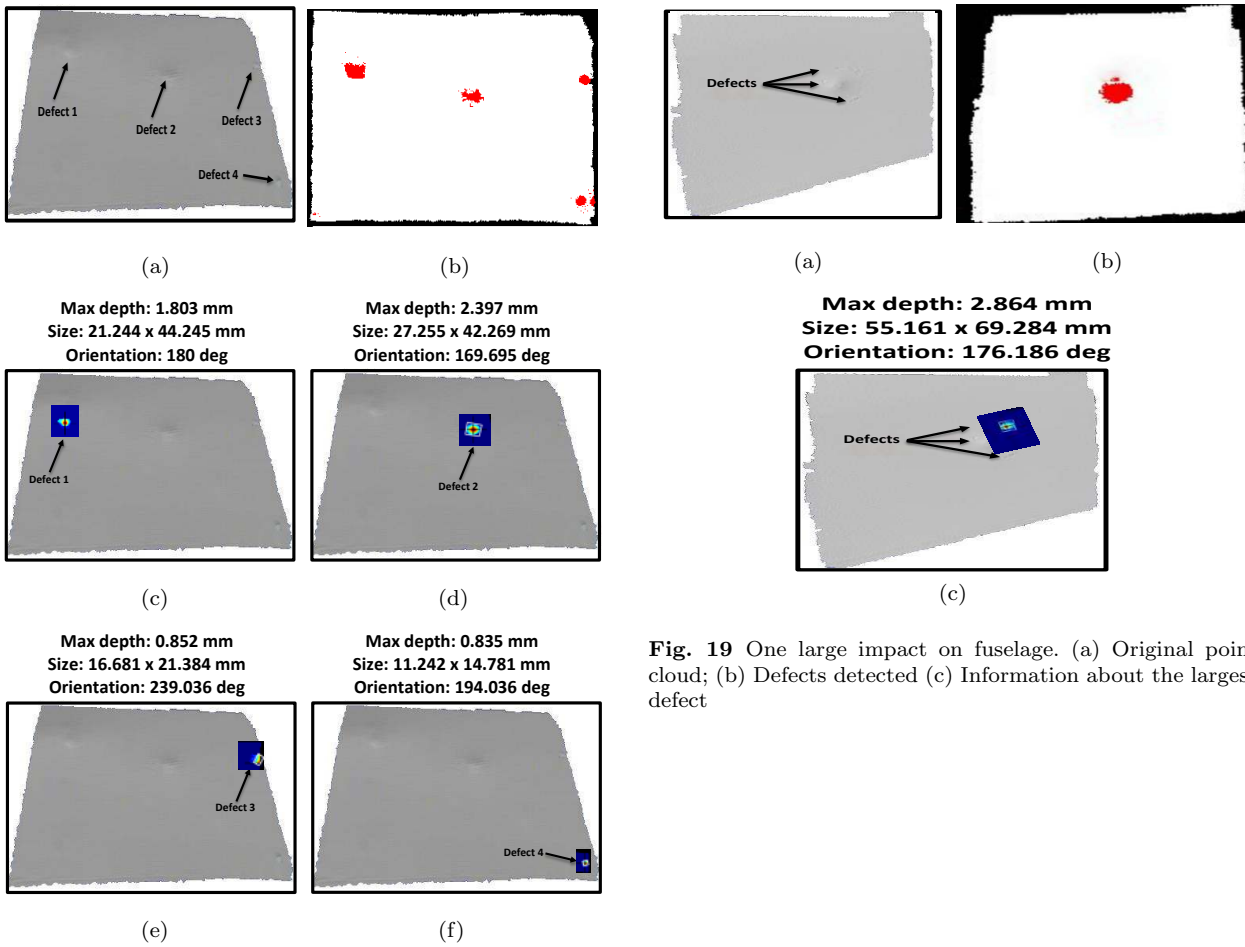 Defect 1
Defect 2
Defect 3
Defect 4
(a)
(b)
Max depth: 1.803 mm
Size: 21.244 x 44.245 mm
Orientation: 180 deg
Defect 1
(c)
Max depth: 2.397 mm
Size: 27.255 x 42.269 mm
Orientation: 169.695 deg
Defect 2
(d)
Max depth: 0.852 mm
Size: 16.681 x 21.384 mm
Orientation: 239.036 deg
Defect 3
(e)
Max depth: 0.835 mm
Size: 11.242 x 14.781 mm
Orientation: 194.036 deg
Defect 4
(f)
Defects
(a)
(b)
Max depth: 2.864 mm
Size: 55.161 x 69.284 mm
Orientation: 176.186 deg
Defects
(c)
Fig. 19 One large impact on fuselage. (a) Original poin
cloud; (b) Defects detected (c) Information about the larges
defect